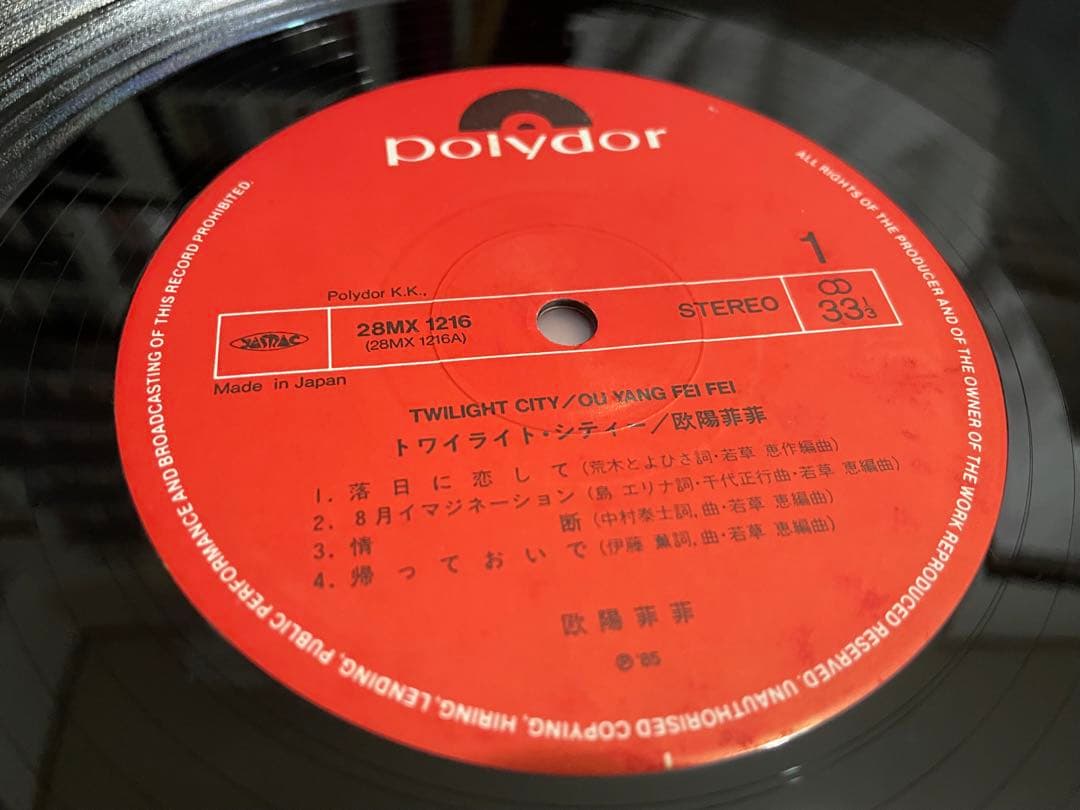 polydor
1
Polydor K.K.,
JASRAC
28MX 1216
(28MX 1216A)
STEREO
33 1/3
Made in Japan
TWILIGHT CITY/OU YANG FEI FEI
トワイライト・シティー/欧陽菲菲
1. 落日に恋して (荒木とよひさ詞・若草 恵作編曲)
2. 8月イマジネーション (島 エリナ詞・千代正行曲・若草 恵編曲)
3. 情 断 (中村泰士詞,曲・若草 恵編曲)
4. 帰っておいで (伊藤 薫詞,曲・若草 恵編曲)
欧陽菲菲
℗'85
ALL RIGHTS OF THE PRODUCER AND OF THE OWNER OF THE WORK REPRODUCED RESERVED. UNAUTHORISED COPYING, HIRING, LENDING, PUBLIC PERFORMANCE AND BROADCASTING OF THIS RECORD PROHIBITED.